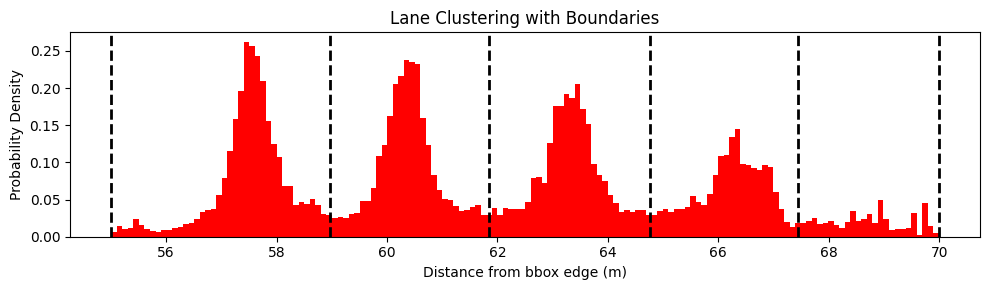 Lane Clustering with Boundaries
Probability Density
0.25
0.20
0.15
0.10
0.05
0.00
56 58 60 62 64 66 68 70
Distance from bbox edge (m)